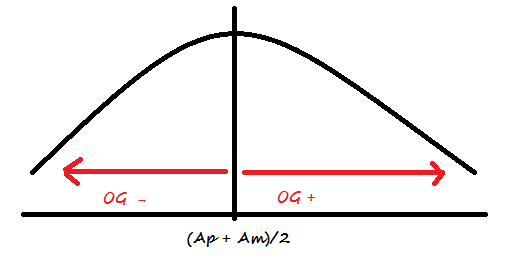 OG -
OG +
(Ap + Am)/2